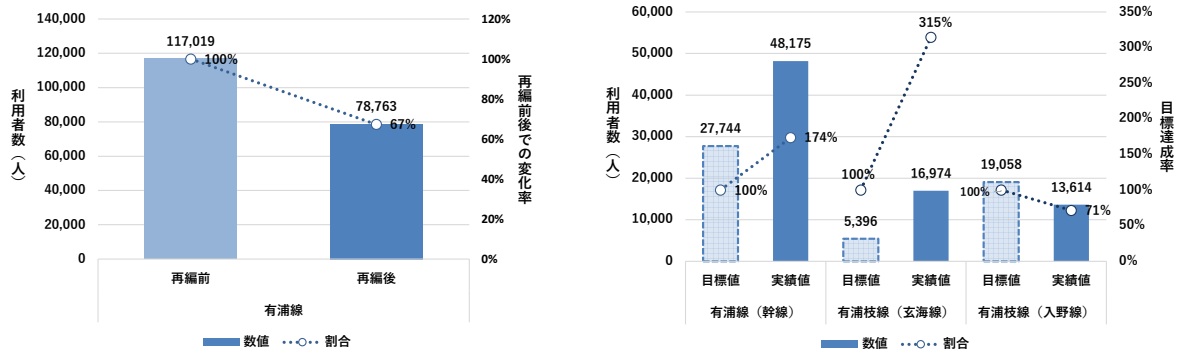 140,000
120,000
100,000
80,000
60,000
40,000
20,000
0
利用者数（人）
117,019
100%
78,763
67%
120%
100%
80%
60%
40%
20%
0%
再編前後での変化率
再編前
再編後
有浦線
数値
割合
60,000
50,000
40,000
30,000
20,000
10,000
0
利用者数（人）
27,744
100%
48,175
174%
5,396
100%
16,974
315%
19,058
100%
13,614
71%
350%
300%
250%
200%
150%
100%
50%
0%
目標達成率
目標値
実績値
目標値
実績値
目標値
実績値
有浦線（幹線）
有浦枝線（玄海線）
有浦枝線（入野線）
数値
割合